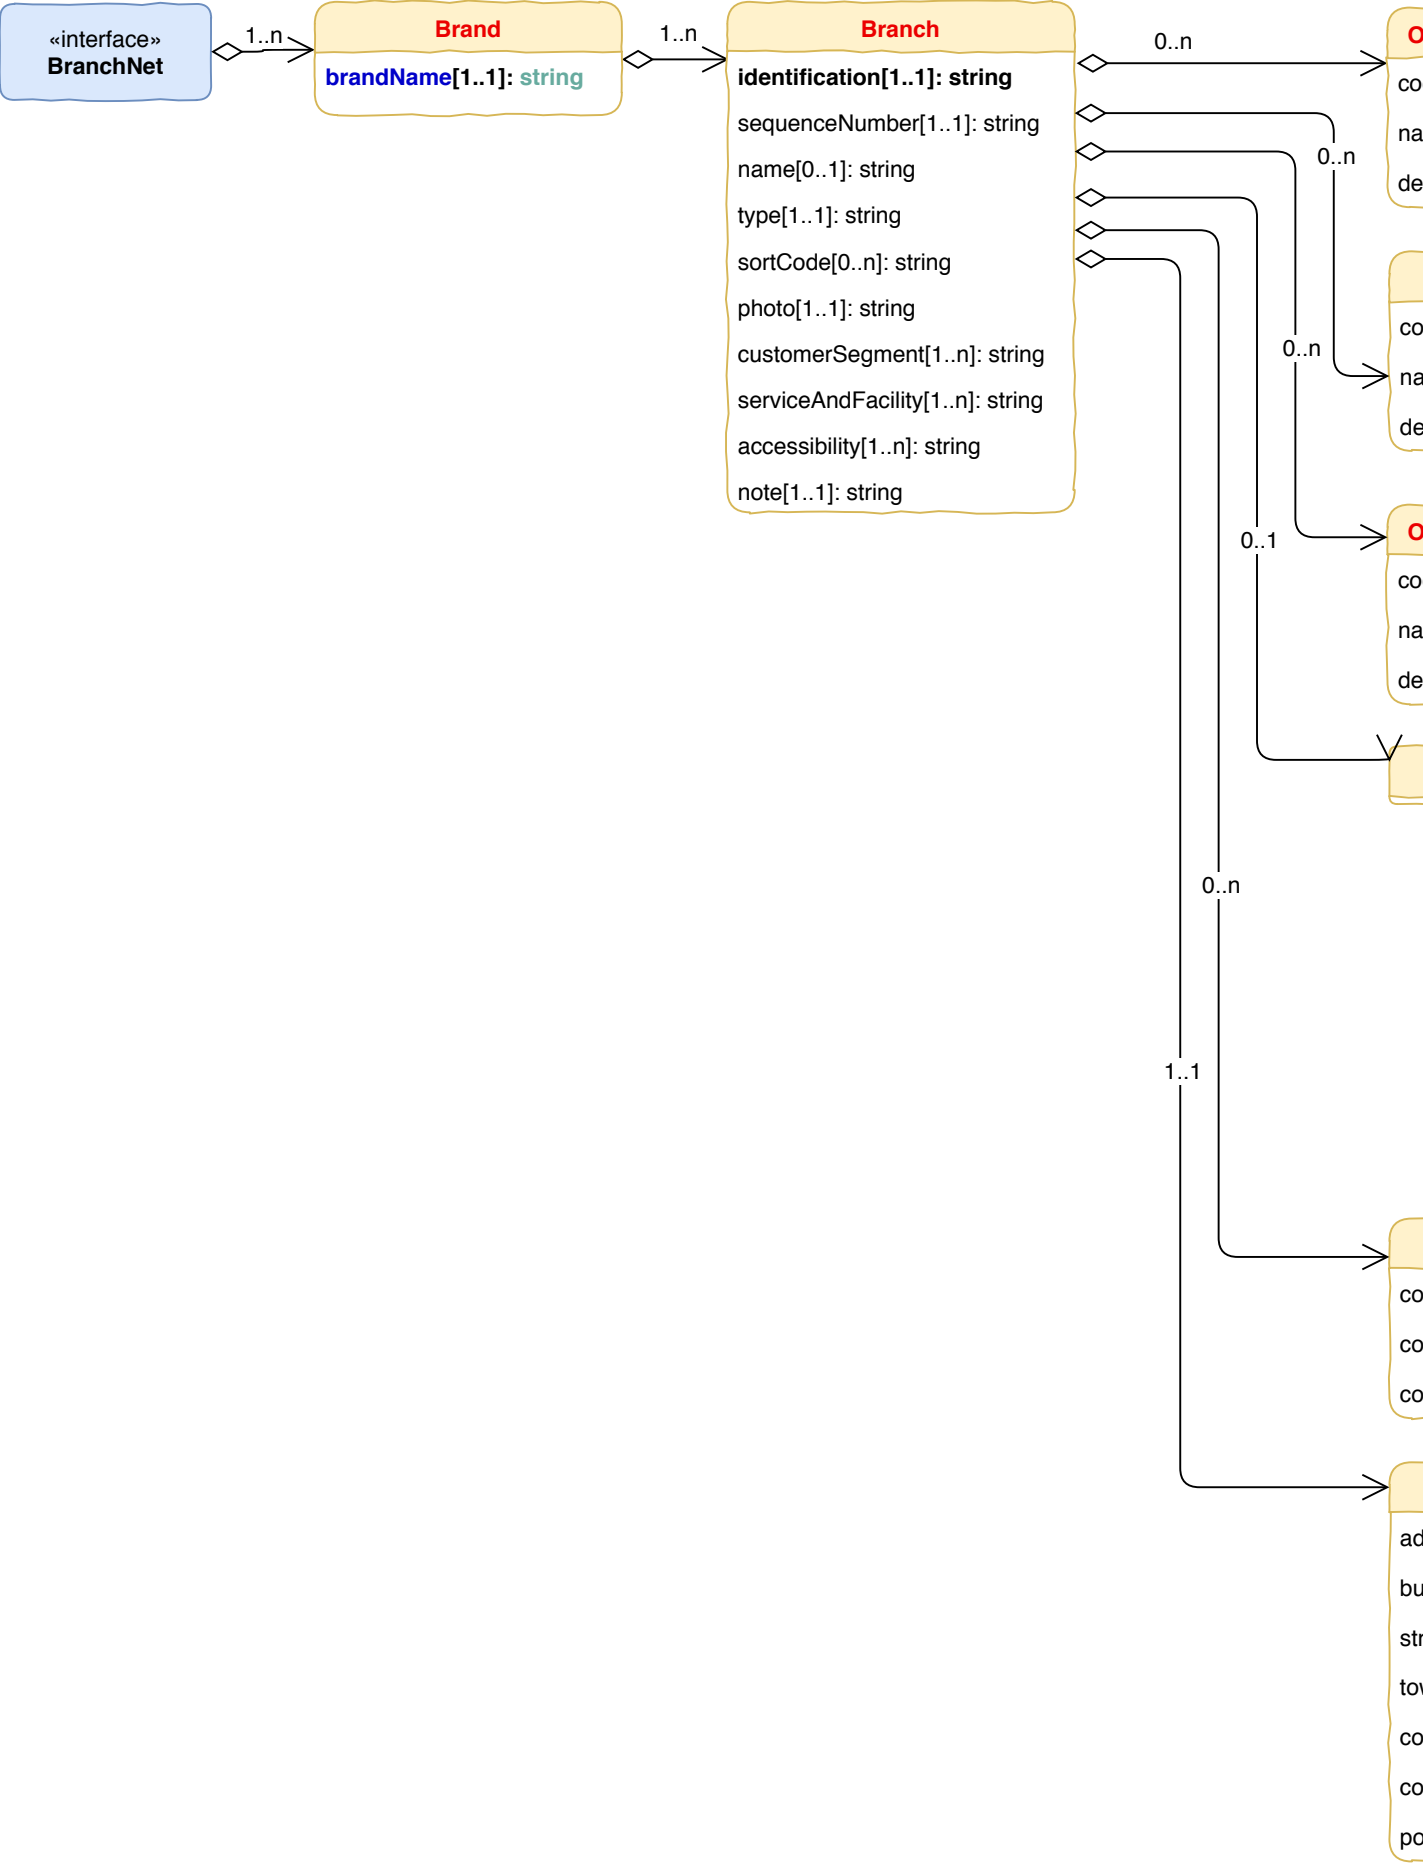 «interface»
BranchNet
1..n
Brand
brandName[1..1]: string
1..n
Branch
identification[1..1]: string
sequenceNumber[1..1]: string
name[0..1]: string
type[1..1]: string
sortCode[0..n]: string
photo[1..1]: string
customerSegment[1..n]: string
serviceAndFacility[1..n]: string
accessibility[1..n]: string
note[1..1]: string
0..n
0..n
0..n
0..1
0..n
1..1